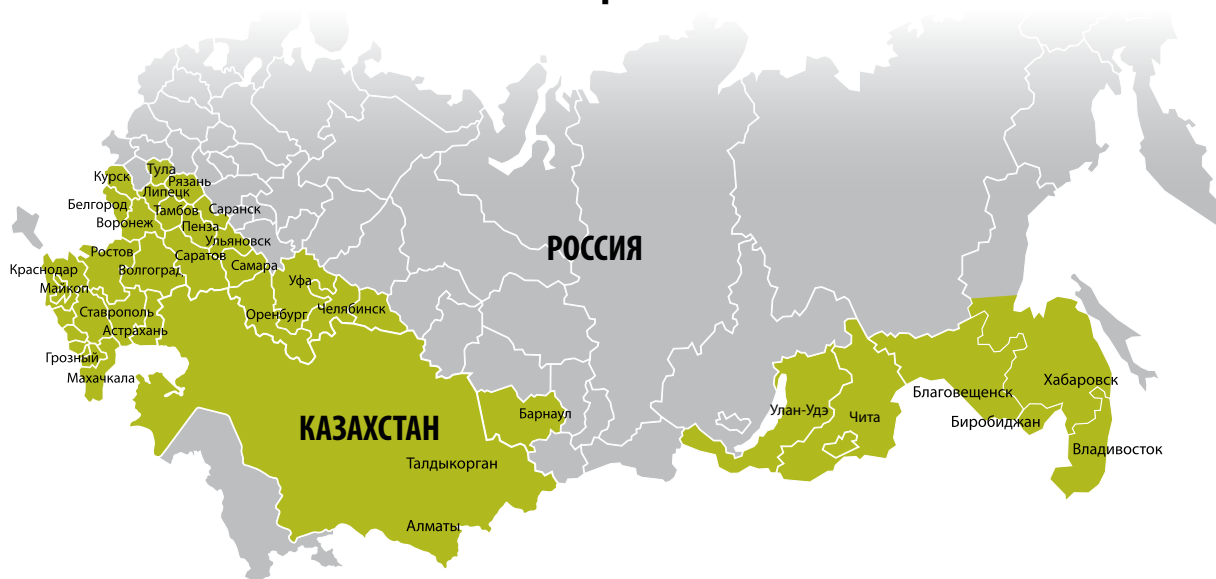 Тула
Курск
Рязань
Липецк
Белгород
Тамбов
Саранск
Воронеж
Пенза
Ульяновск
РОССИЯ
Ростов
Саратов
Самара
Краснодар
Волгоград
Уфа
Майкоп
Ставрополь
Оренбург
Челябинск
Астрахань
Грозный
Махачкала
Хабаровск
Благовещенск
Улан-Удэ
Барнаул
Чита
Биробиджан
КАЗАХСТАН
Владивосток
Талдыкорган
Алматы